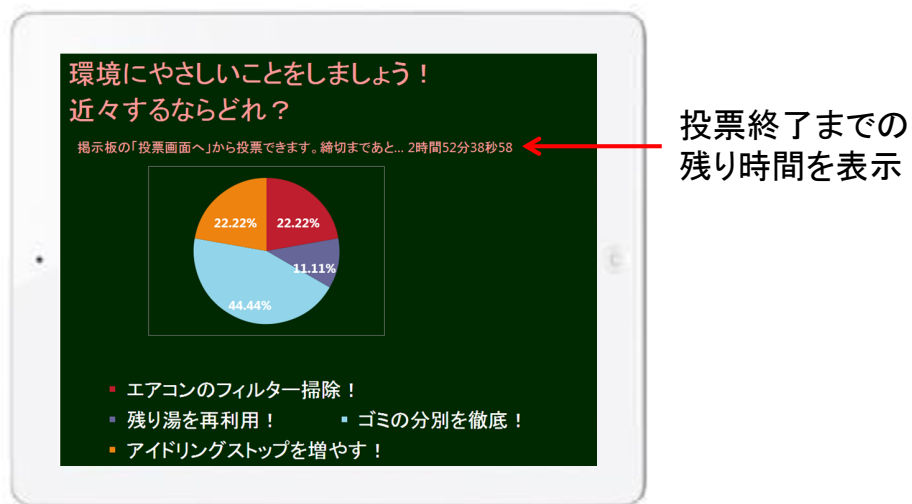 環境にやさしいことをしましょう！
近々するならどれ？
掲示板の「投票画面へ」から投票できます。締切まであと... 2時間52分38秒58
投票終了までの
残り時間を表示
22.22% 22.22%
11.11%
44.44%
エアコンのフィルター掃除！
残り湯を再利用！ ゴミの分別を徹底！
アイドリングストップを増やす！